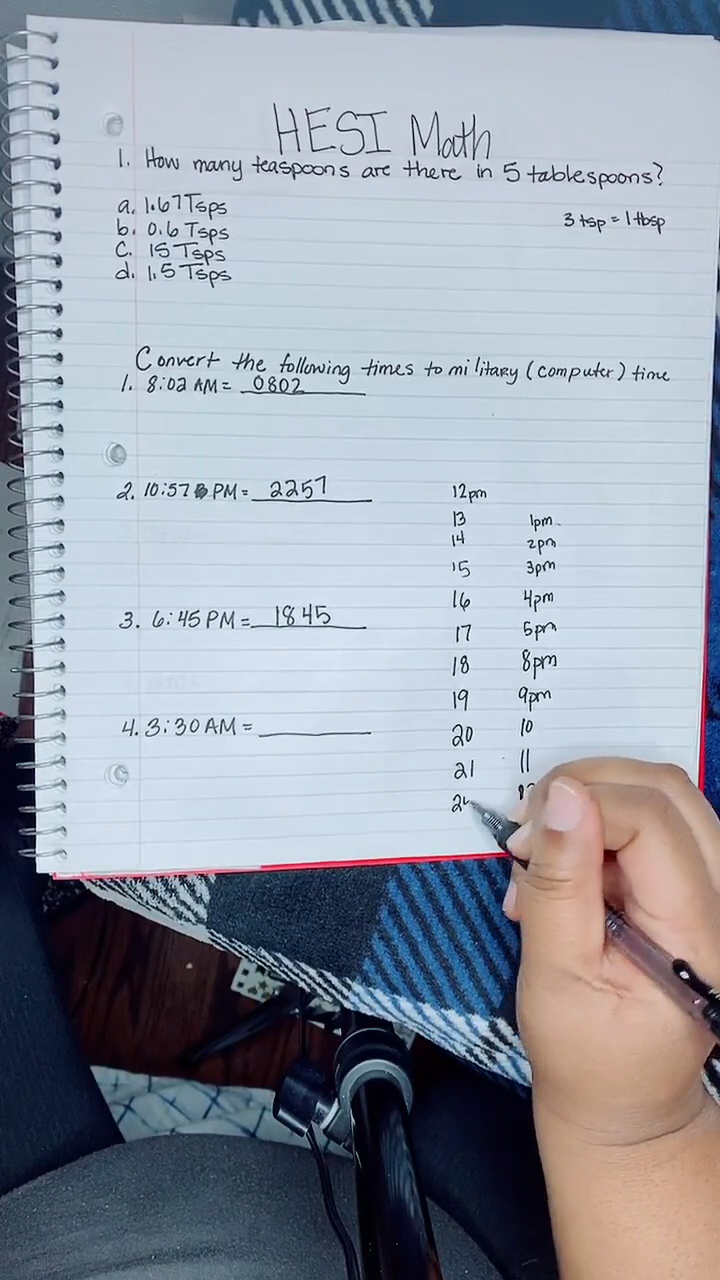 HESI Math
1. How many teaspoons are there in 5 tablespoons?
a. 1.67 Tsps
3 tsp = 1 tbsp
b. 0.6 Tsps
c. 15 Tsps
d. 1.5 Tsps
Convert the following times to military (computer) time
1. 8:02 AM = 0802
2. 10:57 PM = 2257
12pm
13 1pm
14 2pm
15 3pm
16 4pm
3. 6:45 PM = 1845
17 5pm
18 8pm
19 9pm
4. 3:30 AM =
20 10
21 11